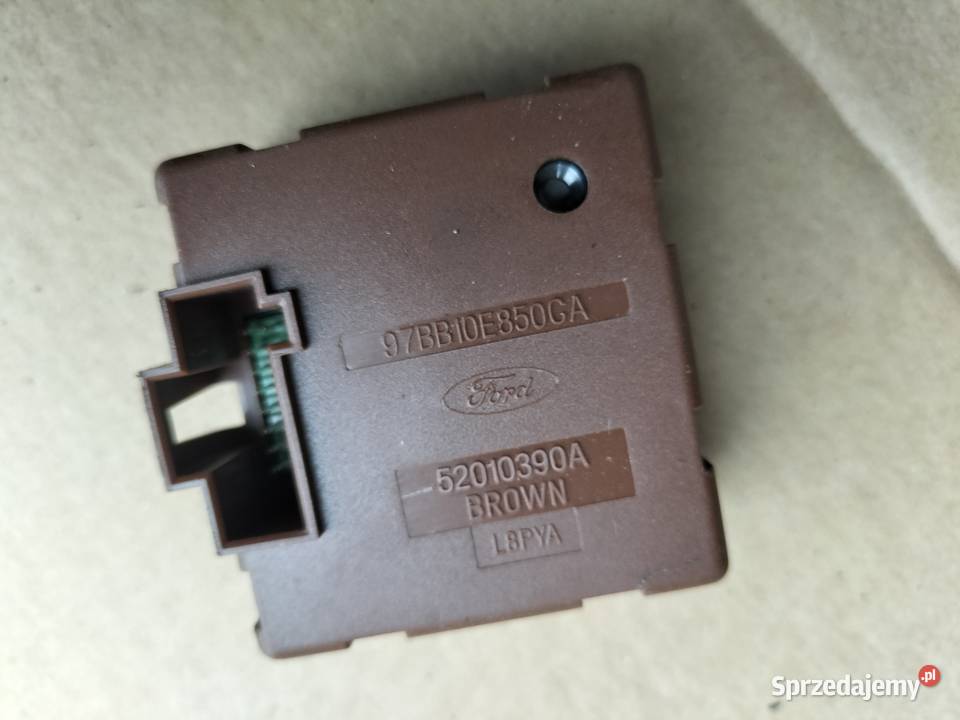 97BB10E850CA
Ford
52010390A
BROWN
L8PYA
Sprzedajemy.pl